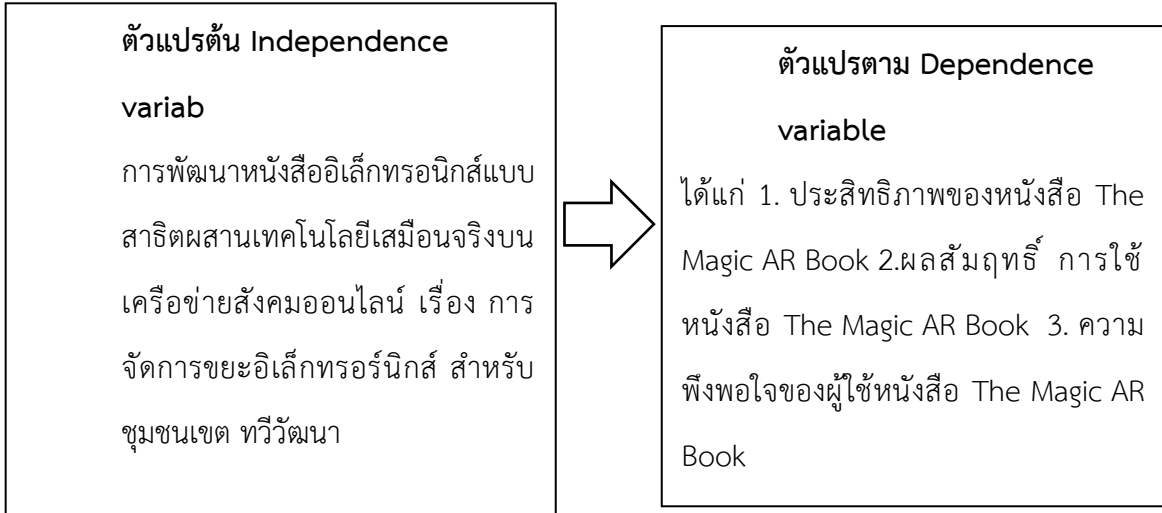 ตัวแปรต้น Independence
variab
การพัฒนาหนังสืออิเล็กทรอนิกส์แบบ
สาธิตผสานเทคโนโลยีเสมือนจริงบน
เครือข่ายสังคมออนไลน์ เรื่อง การ
จัดการขยะอิเล็กทรอร์นิกส์ สำหรับ
ชุมชนเขต ทวีวัฒนา
ตัวแปรตาม Dependence
variable
ได้แก่ 1. ประสิทธิภาพของหนังสือ The
Magic AR Book 2.ผลสัมฤทธิ์ การใช้
หนังสือ The Magic AR Book 3. ความ
พึงพอใจของผู้ใช้หนังสือ The Magic AR
Book